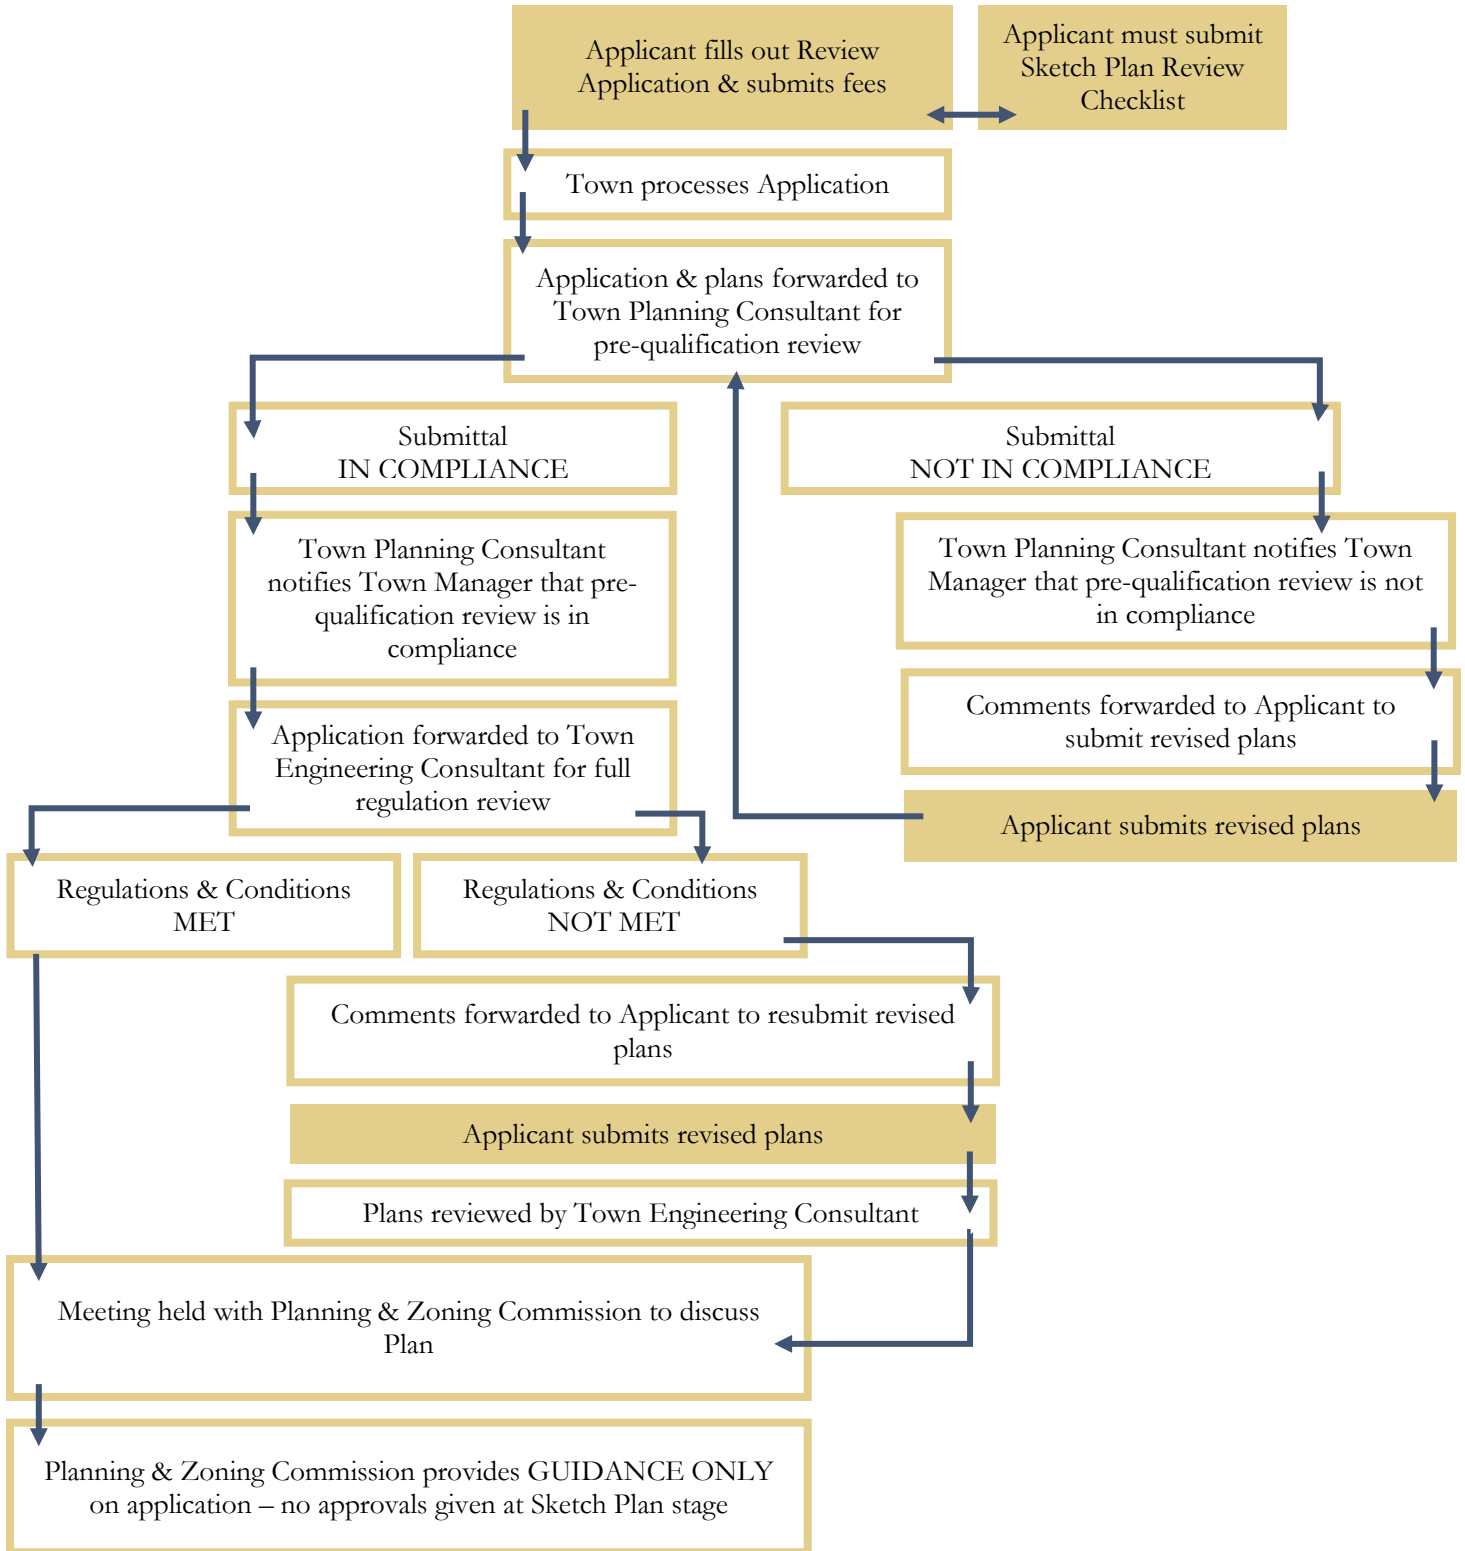 Applicant fills out Review
Application & submits fees
Applicant must submit
Sketch Plan Review
Checklist
Town processes Application
Application & plans forwarded to
Town Planning Consultant for
pre-qualification review
Submittal
IN COMPLIANCE
Submittal
NOT IN COMPLIANCE
Town Planning Consultant
notifies Town Manager that pre-
qualification review is in
compliance
Town Planning Consultant notifies Town
Manager that pre-qualification review is not
in compliance
Comments forwarded to Applicant to
submit revised plans
Application forwarded to Town
Engineering Consultant for full
regulation review
Applicant submits revised plans
Regulations & Conditions
MET
Regulations & Conditions
NOT MET
Comments forwarded to Applicant to resubmit revised
plans
Applicant submits revised plans
Plans reviewed by Town Engineering Consultant
Meeting held with Planning & Zoning Commission to discuss
Plan
Planning & Zoning Commission provides GUIDANCE ONLY
on application – no approvals given at Sketch Plan stage